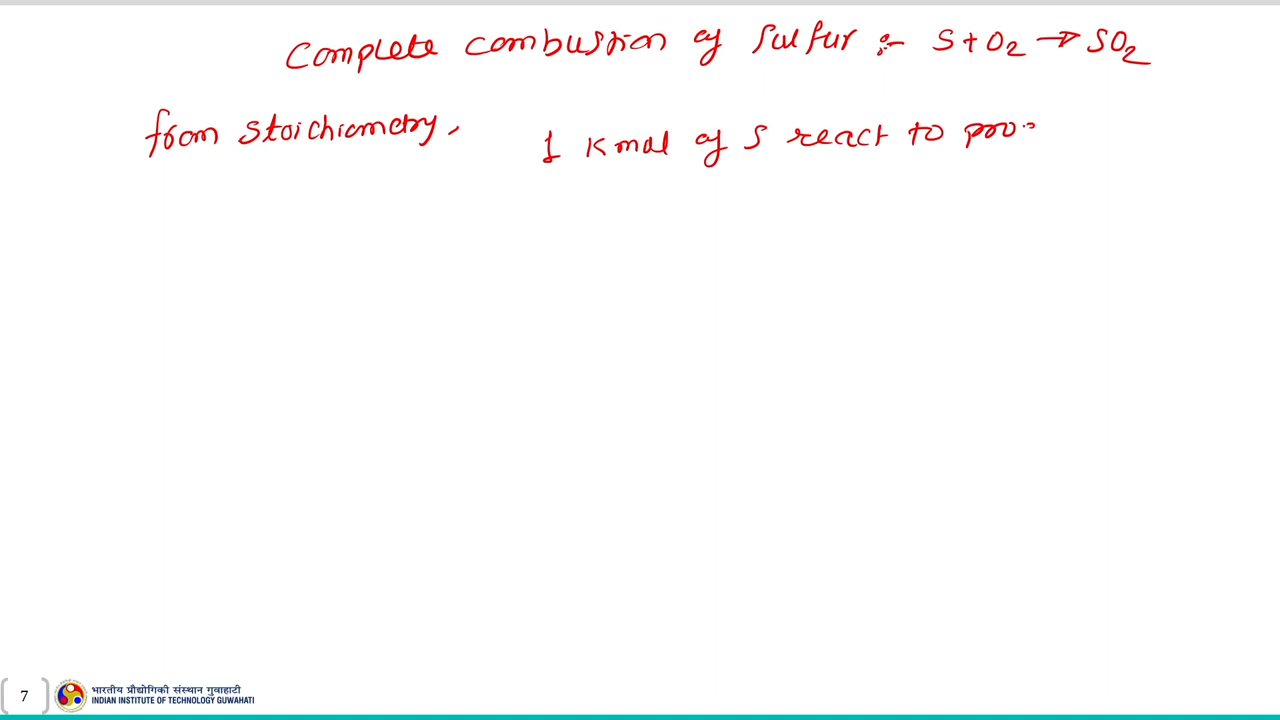 Complete combustion of Sulfur :- S + O2 → SO2
from stoichiometry, 1 Kmol of S react to pro
7
भारतीय प्रौद्योगिकी संस्थान गुवाहाटी
INDIAN INSTITUTE OF TECHNOLOGY GUWAHATI